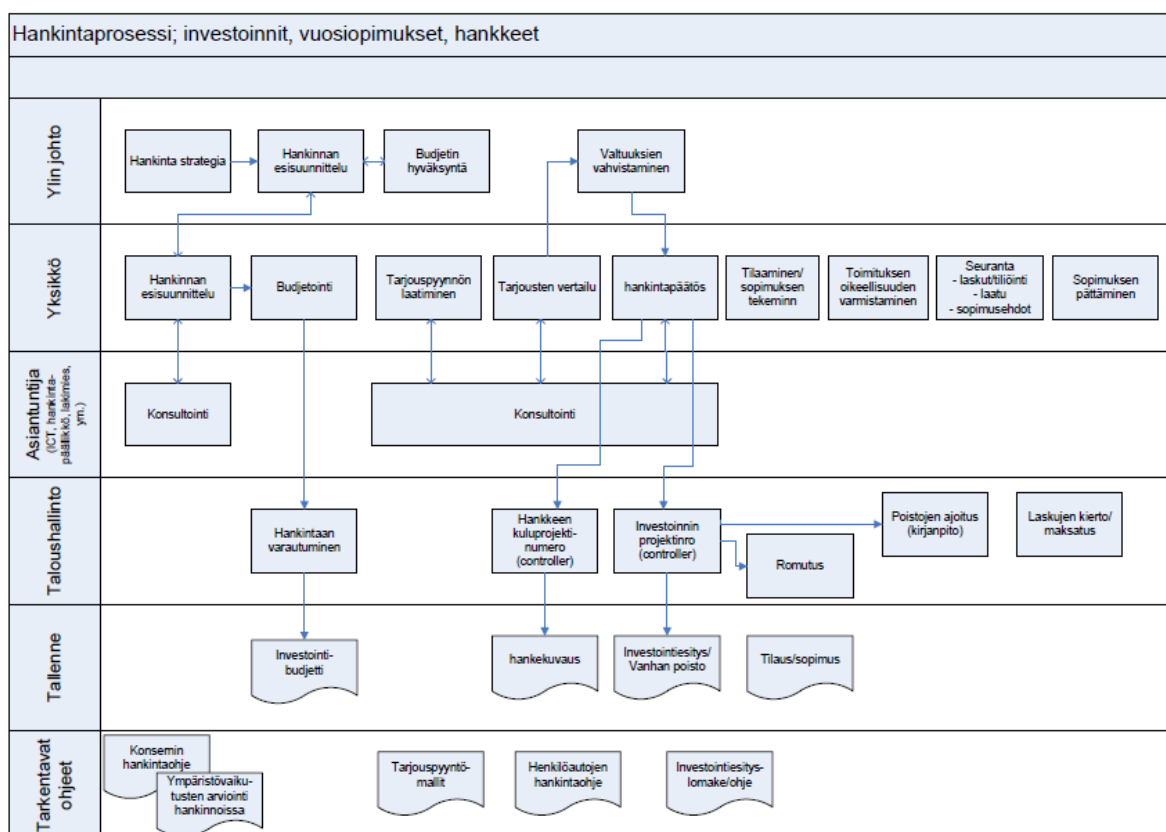 Hankintaprosessi; investoinnit, vuosiopimukset, hankkeet
Ylin johto
Hankinta strategia
Hankinnan
esisuunnittelu
Budjetin
hyväksyntä
Valtuuksien
vahvistaminen
Yksikkö
Hankinnan
esisuunnittelu
Budjetointi
Tarjouspyynnön
laatiminen
Tarjousten vertailu
hankintapäätös
Tilaaminen/
sopimuksen
tekeminn
Toimituksen
oikeellisuuden
varmistaminen
Seuranta
- laskut/tiliöinti
- laatu
- sopimusehdot
Sopimuksen
pättäminen
Asiantuntija
(ICT, hankinta-
päällikkö, lakimies,
ym.)
Konsultointi
Konsultointi
Taloushallinto
Hankintaan
varautuminen
Hankkeen
kuluprojekti-
numero
(controller)
Investoinnin
projektinro
(controller)
Romutus
Poistojen ajoitus
(kirjanpito)
Laskujen kierto/
maksatus
Tallenne
Investointi-
budjetti
hankekuvaus
Investointiesitys/
Vanhan poisto
Tilaus/sopimus
Tarkentavat
ohjeet
Konsernin
hankintaohje
Ympäristövaiku-
tusten arviointi
hankinnoissa
Tarjouspyyntö-
mallit
Henkilöautojen
hankintaohje
Investointiesitys-
lomake/ohje